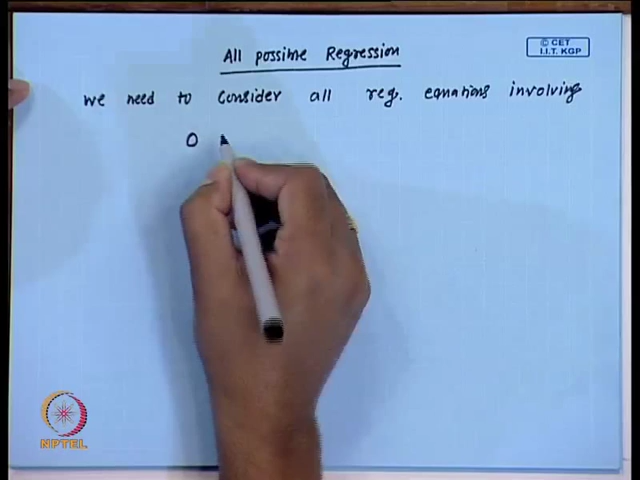 All possible Regression
© CET
I.I.T. KGP
we need to consider all reg. equations involving
0
NPTEL